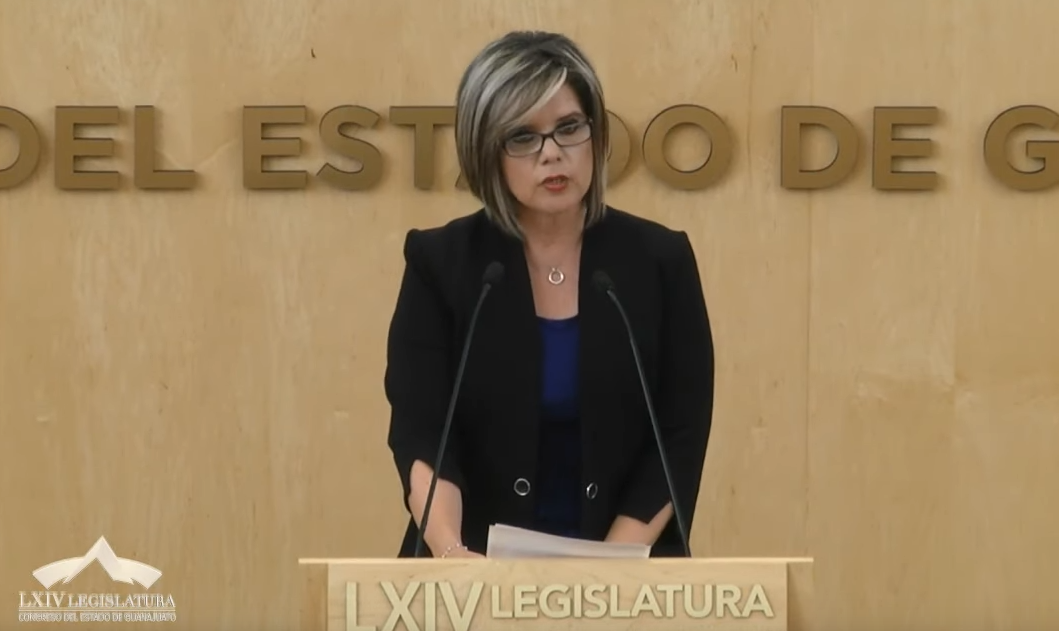 DEL ESTADO DE G
LXIV LEGISLATURA
LXIV LEGISLATURA
CONGRESO DEL ESTADO DE GUANAJUATO